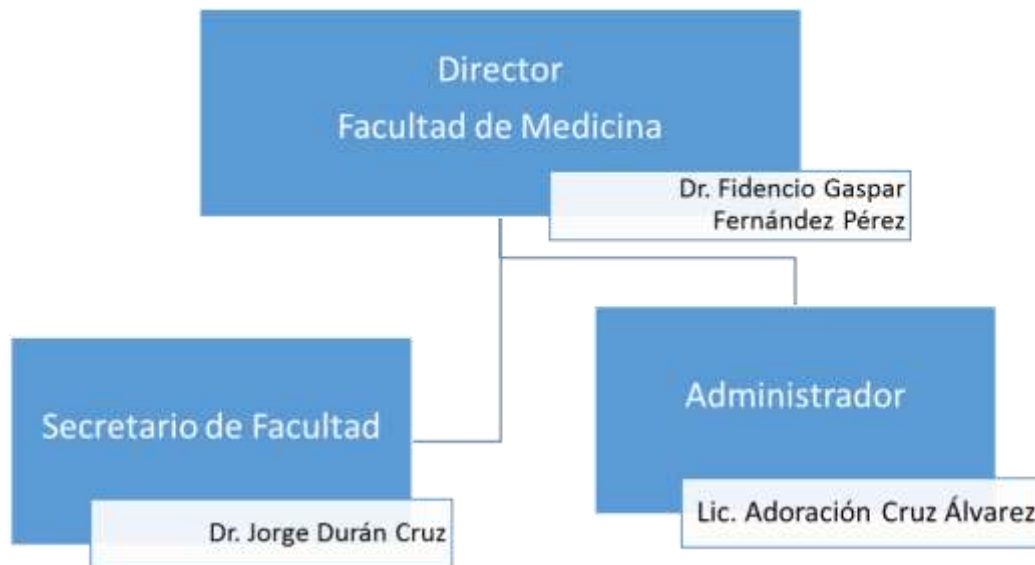 Director
Facultad de Medicina
Dr. Fidencio Gaspar
Fernández Pérez
Secretario de Facultad
Dr. Jorge Durán Cruz
Administrador
Lic. Adoración Cruz Álvarez